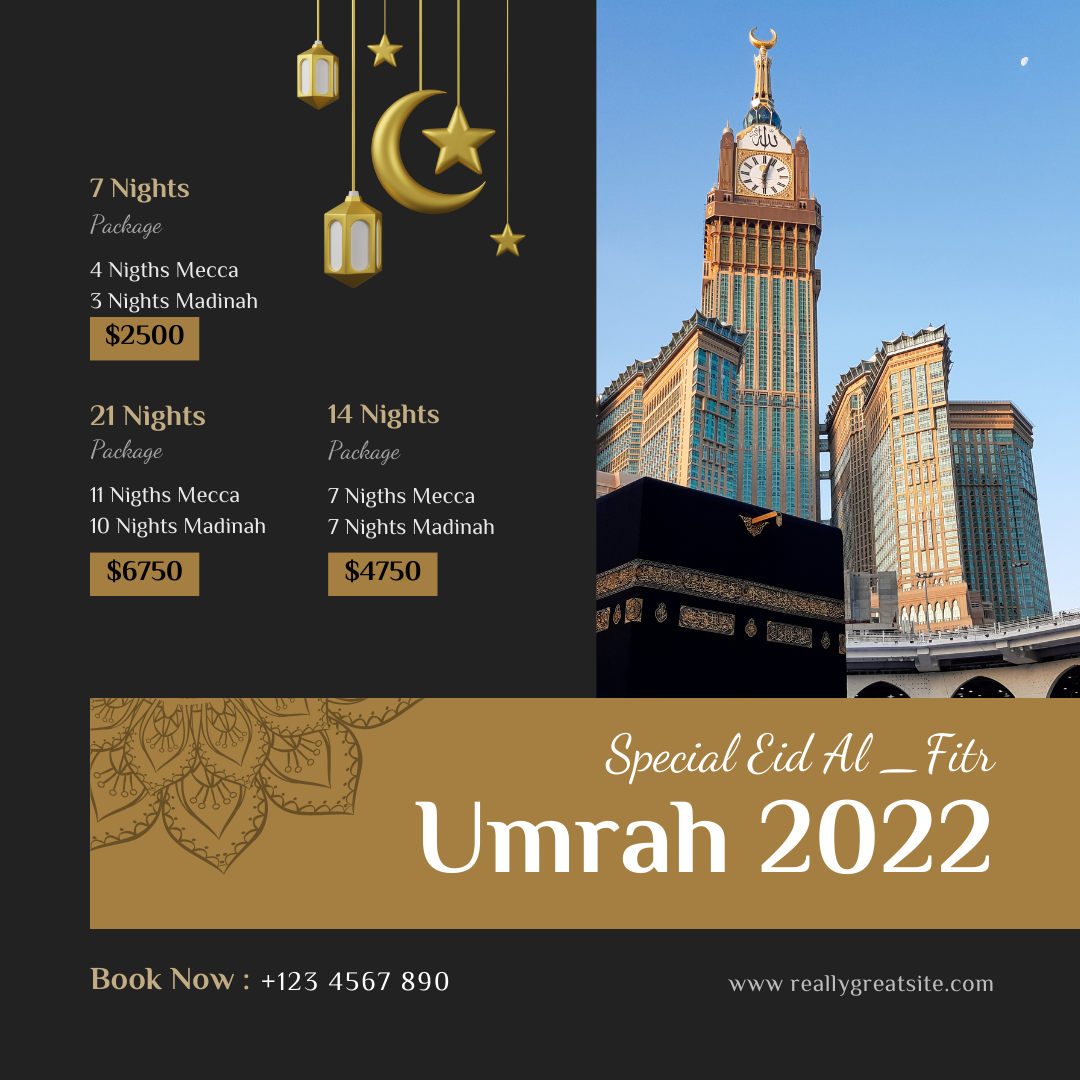 7 Nights
Package
4 Nigths Mecca
3 Nights Madinah
$2500
21 Nights
Package
11 Nigths Mecca
10 Nights Madinah
$6750
14 Nights
Package
7 Nigths Mecca
7 Nights Madinah
$4750
الله
Special Eid Al _ Fitr
Umrah 2022
Book Now : +123 4567 890
www reallygreatsite.com